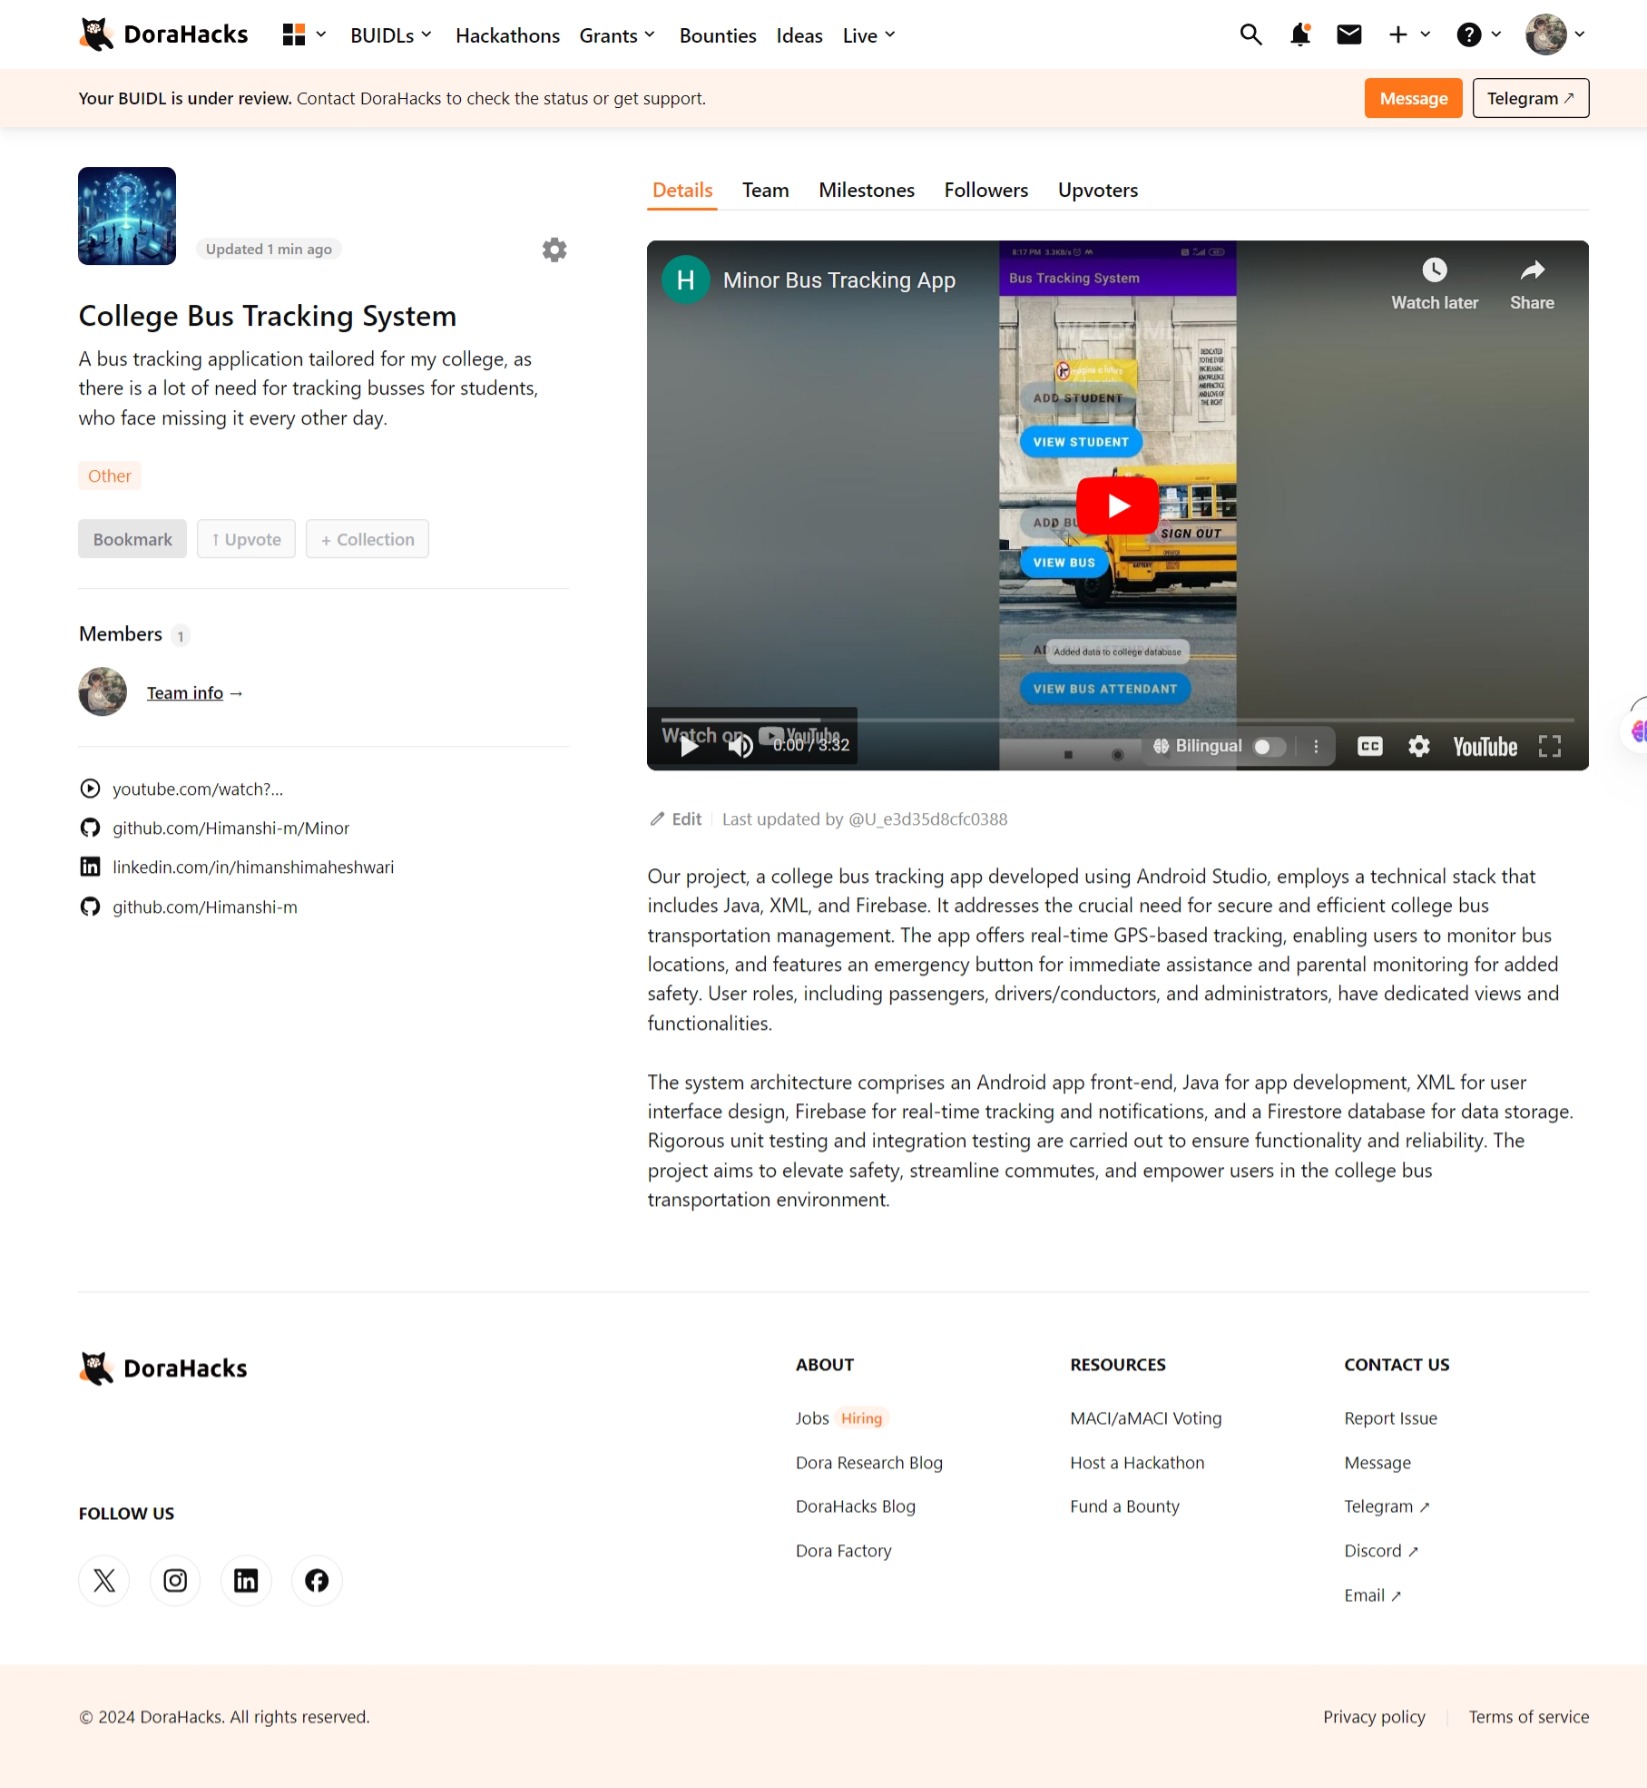 DoraHacks
BUIDLs
Hackathons
Grants
Bounties
Ideas
Live
Your BUIDL is under review. Contact DoraHacks to check the status or get support.
Message
Telegram ↗
Updated 1 min ago
College Bus Tracking System
A bus tracking application tailored for my college, as
there is a lot of need for tracking busses for students,
who face missing it every other day.
Other
Bookmark
↑ Upvote
+ Collection
Members 1
Team info →
youtube.com/watch?...
github.com/Himanshi-m/Minor
linkedin.com/in/himanshimaheshwari
github.com/Himanshi-m
Details
Team
Milestones
Followers
Upvoters
H
Minor Bus Tracking App
Watch later
Share
8:17 PM 3.3KB/s
Bus Tracking System
WELCOME
ADD STUDENT
VIEW STUDENT
SIGN OUT
VIEW BUS
Added data to college database
VIEW BUS ATTENDANT
Watch on YouTube
0:00 / 3:32
Bilingual
CC
YouTube
Edit
Last updated by @U_e3d35d8cfc0388
Our project, a college bus tracking app developed using Android Studio, employs a technical stack that
includes Java, XML, and Firebase. It addresses the crucial need for secure and efficient college bus
transportation management. The app offers real-time GPS-based tracking, enabling users to monitor bus
locations, and features an emergency button for immediate assistance and parental monitoring for added
safety. User roles, including passengers, drivers/conductors, and administrators, have dedicated views and
functionalities.
The system architecture comprises an Android app front-end, Java for app development, XML for user
interface design, Firebase for real-time tracking and notifications, and a Firestore database for data storage.
Rigorous unit testing and integration testing are carried out to ensure functionality and reliability. The
project aims to elevate safety, streamline commutes, and empower users in the college bus
transportation environment.
DoraHacks
FOLLOW US
ABOUT
Jobs Hiring
Dora Research Blog
DoraHacks Blog
Dora Factory
RESOURCES
MACI/aMACI Voting
Host a Hackathon
Fund a Bounty
CONTACT US
Report Issue
Message
Telegram ↗
Discord ↗
Email ↗
© 2024 DoraHacks. All rights reserved.
Privacy policy
Terms of service